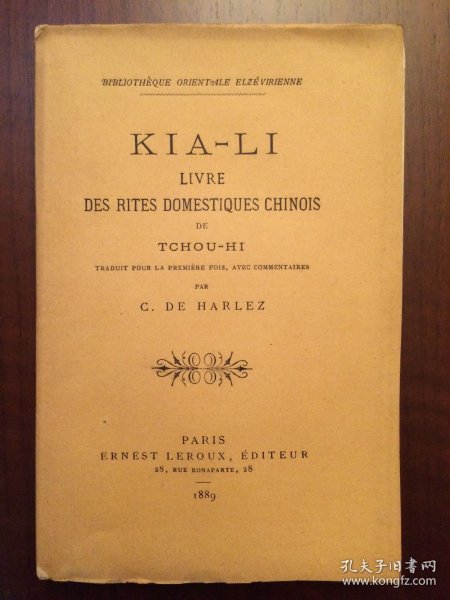 BIBLIOTHÈQUE ORIENTALE ELZÉVIRIENNE
KIA-LI
LIVRE
DES RITES DOMESTIQUES CHINOIS
DE
TCHOU-HI
TRADUIT POUR LA PREMIÈRE FOIS, AVEC COMMENTAIRES
PAR
C. DE HARLEZ
PARIS
ERNEST LEROUX, ÉDITEUR
28, RUE BONAPARTE, 28
1889
孔夫子旧书网
www.kongfz.com